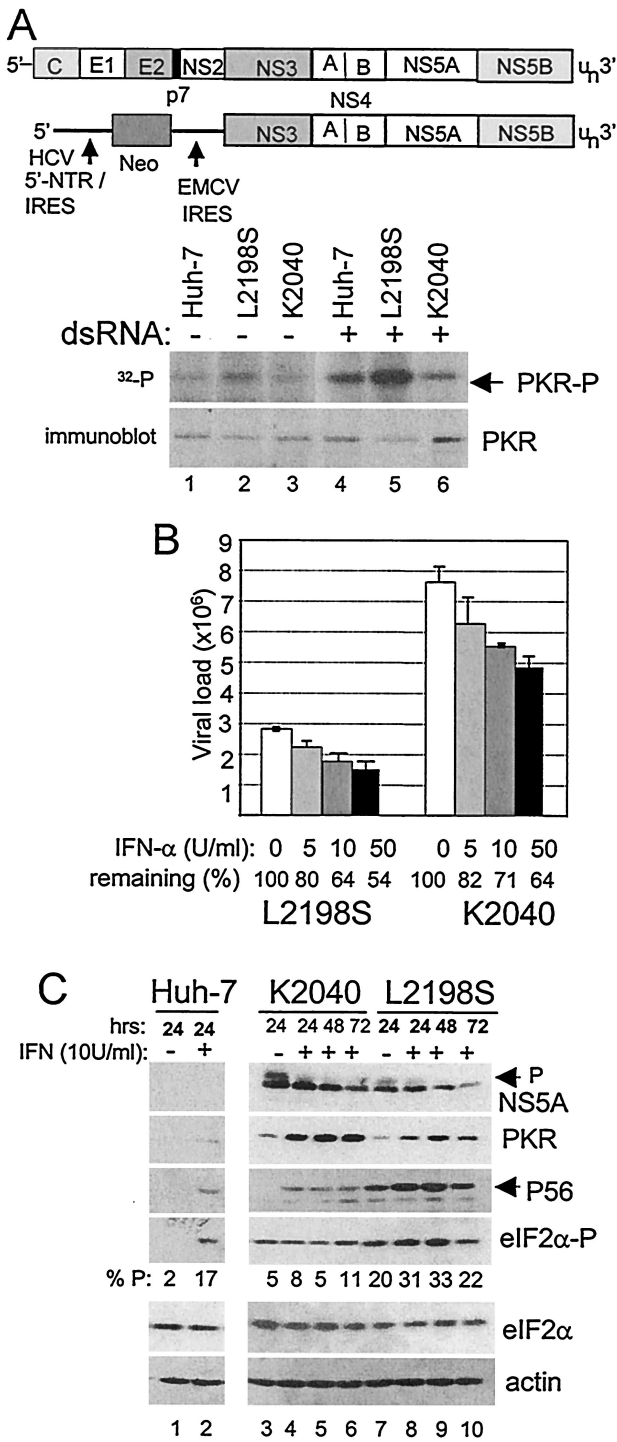 A
5'– C E1 E2 NS2 NS3 A B NS5A NS5B Un3'
p7 NS4
5' Neo NS3 A B NS5A NS5B Un3'
HCV
5'-NTR /
IRES
EMCV
IRES
Huh-7 L2198S K2040 Huh-7 L2198S K2040
dsRNA: - - - + + +
32-P PKR-P
immunoblot PKR
1 2 3 4 5 6
B
Viral load (x10⁶)
9
8
7
6
5
4
3
2
1
IFN-α (U/ml): 0 5 10 50 0 5 10 50
remaining (%) 100 80 64 54 100 82 71 64
L2198S K2040
C
Huh-7 K2040 L2198S
hrs: 24 24 24 24 48 72 24 24 48 72
IFN (10U/ml): - + - + + + - + + +
P
NS5A
PKR
P56
eIF2α-P
% P: 2 17 5 8 5 11 20 31 33 22
eIF2α
actin
1 2 3 4 5 6 7 8 9 10